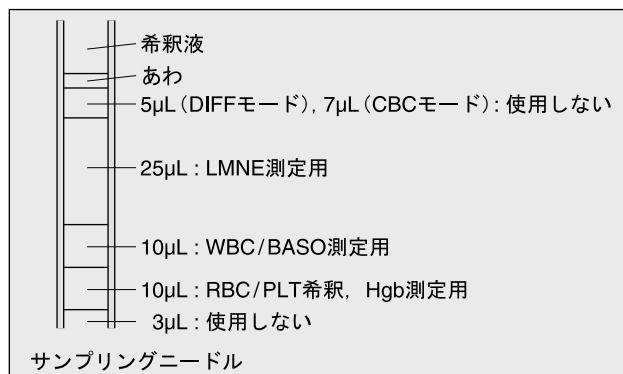 希釈液
あわ
5µL（DIFFモード），7µL（CBCモード）: 使用しない
25µL : LMNE測定用
10µL : WBC/BASO測定用
10µL : RBC/PLT希釈，Hgb測定用
3µL : 使用しない
サンプリングニードル